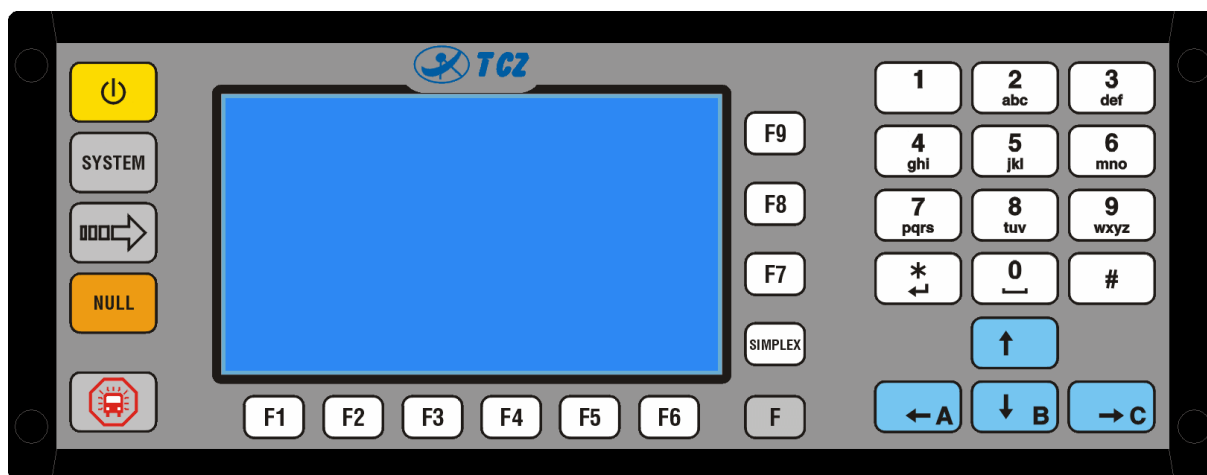 TCZ
SYSTEM
NULL
F9
F8
F7
SIMPLEX
F1 F2 F3 F4 F5 F6 F
1 2 3
abc def
4 5 6
ghi jkl mno
7 8 9
pqrs tuv wxyz
* 0 #
↑
←A ↓ B →C